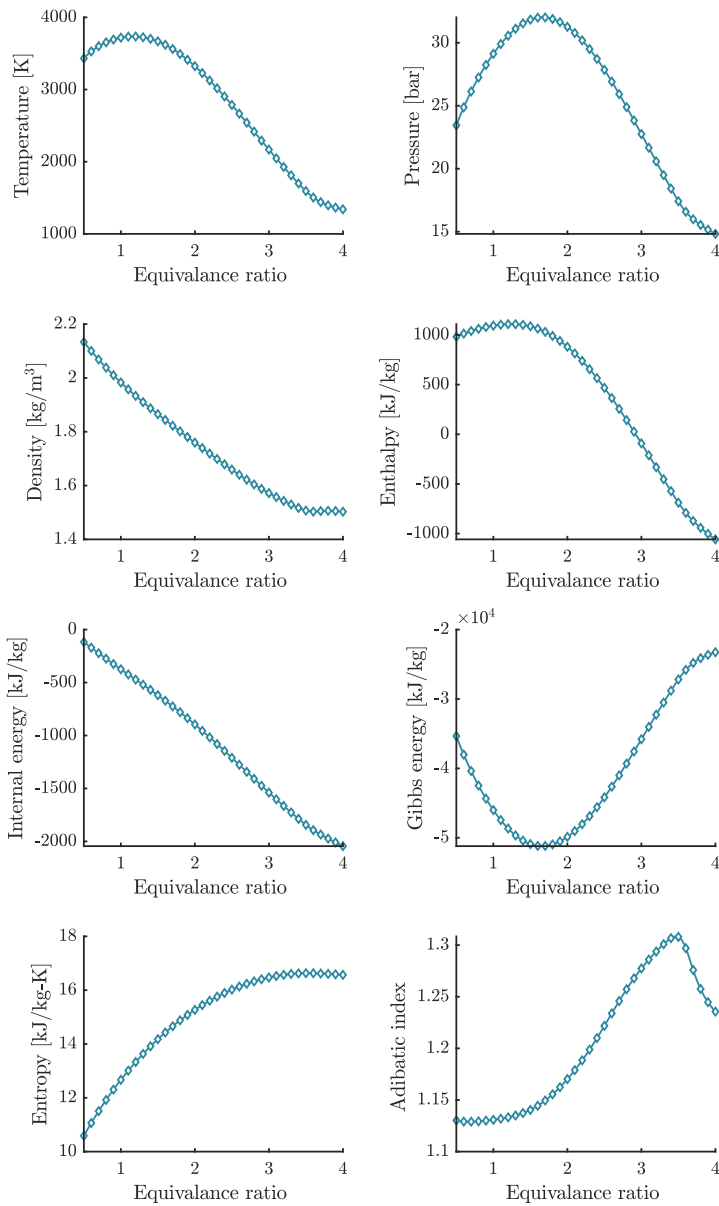 4000
3000
2000
1000
Temperature [K]
1 2 3 4
Equivalance ratio
30
25
20
15
Pressure [bar]
1 2 3 4
Equivalance ratio
2.2
2
1.8
1.6
1.4
Density [kg/m³]
1 2 3 4
Equivalance ratio
1000
500
0
-500
-1000
Enthalpy [kJ/kg]
1 2 3 4
Equivalance ratio
0
-500
-1000
-1500
-2000
Internal energy [kJ/kg]
1 2 3 4
Equivalance ratio
×10⁴
-2
-3
-4
-5
Gibbs energy [kJ/kg]
1 2 3 4
Equivalance ratio
18
16
14
12
10
Entropy [kJ/kg-K]
1 2 3 4
Equivalance ratio
1.3
1.25
1.2
1.15
1.1
Adibatic index
1 2 3 4
Equivalance ratio